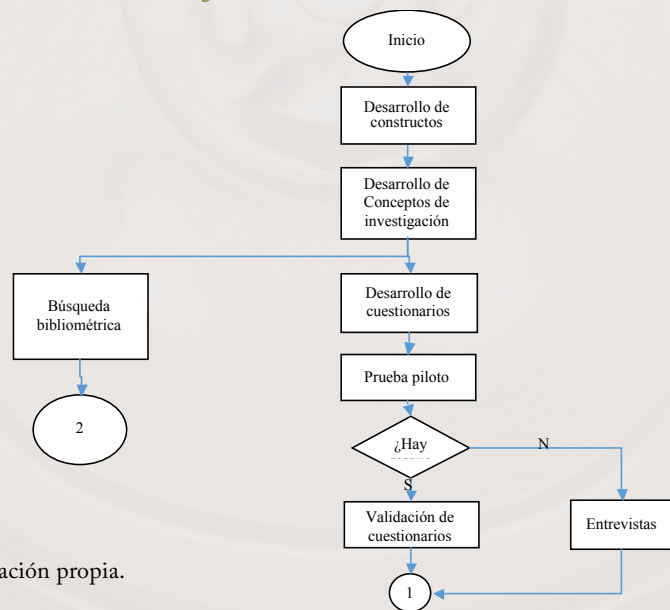 Inicio
Desarrollo de
constructos
Desarrollo de
Conceptos de
investigación
Búsqueda
bibliométrica
Desarrollo de
cuestionarios
Prueba piloto
2
¿Hay
N
S
Validación de
cuestionarios
Entrevistas
1
ación propia.